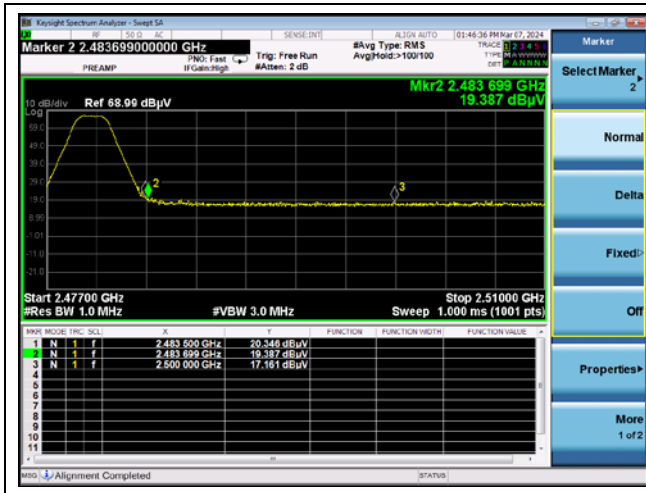 Keysight Spectrum Analyzer - Swept SA
RF 50 Ω AC SENSE:INT ALIGN AUTO 01:46:36 PM Mar 07, 2024
Marker 2 2.483699000000 GHz
PREAMP
PNO: Fast
IFGain:High
Trig: Free Run
#Atten: 2 dB
#Avg Type: RMS
Avg|Hold:>100/100
TRACE 1 2 3 4 5 6
TYPE M A W W W W W
DET P A N N N N
Mkr2 2.483 699 GHz
19.387 dBµV
10 dB/div Ref 68.99 dBµV
Log
59.0
49.0
39.0
29.0
19.0
8.99
-1.01
-11.0
-21.0
2
3
Start 2.47700 GHz Stop 2.51000 GHz
#Res BW 1.0 MHz #VBW 3.0 MHz Sweep 1.000 ms (1001 pts)
MKR MODE TRC SCL X Y FUNCTION FUNCTION WIDTH FUNCTION VALUE
1 N 1 f 2.483 500 GHz 20.346 dBµV
2 N 1 f 2.483 699 GHz 19.387 dBµV
3 N 1 f 2.500 000 GHz 17.161 dBµV
4
5
6
7
8
9
10
11
MSG Alignment Completed STATUS
Marker
Select Marker
2
Normal
Delta
Fixed
Off
Properties
More
1 of 2